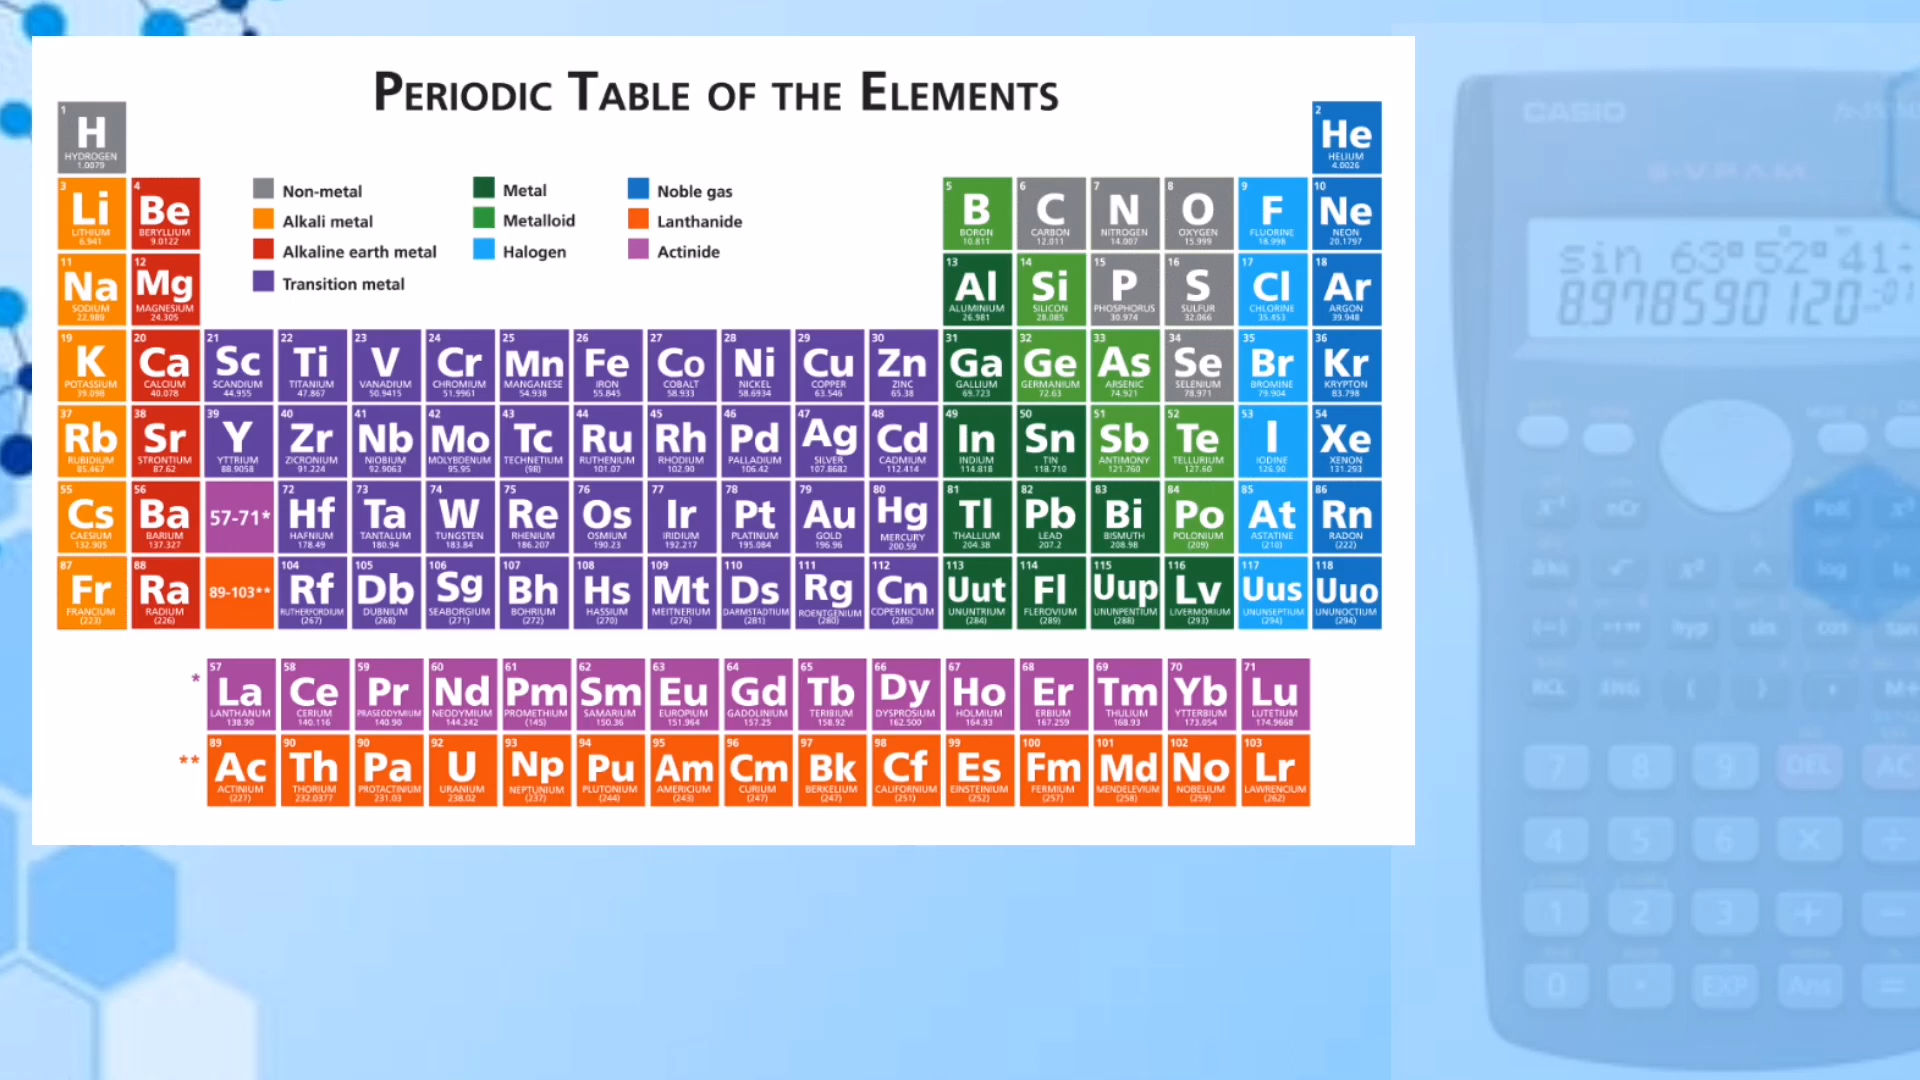 PERIODIC TABLE OF THE ELEMENTS
1 H HYDROGEN 1.0079
2 He HELIUM 4.0026
Non-metal
Alkali metal
Alkaline earth metal
Transition metal
Metal
Metalloid
Halogen
Noble gas
Lanthanide
Actinide
3 Li LITHIUM 6.941
4 Be BERYLLIUM 9.0122
5 B BORON 10.811
6 C CARBON 12.011
7 N NITROGEN 14.007
8 O OXYGEN 15.999
9 F FLUORINE 18.998
10 Ne NEON 20.1797
11 Na SODIUM 22.989
12 Mg MAGNESIUM 24.305
13 Al ALUMINIUM 26.981
14 Si SILICON 28.085
15 P PHOSPHORUS 30.974
16 S SULFUR 32.066
17 Cl CHLORINE 35.453
18 Ar ARGON 39.948
19 K POTASSIUM 39.098
20 Ca CALCIUM 40.078
21 Sc SCANDIUM 44.955
22 Ti TITANIUM 47.867
23 V VANADIUM 50.9415
24 Cr CHROMIUM 51.9961
25 Mn MANGANESE 54.938
26 Fe IRON 55.845
27 Co COBALT 58.933
28 Ni NICKEL 58.6934
29 Cu COPPER 63.546
30 Zn ZINC 65.38
31 Ga GALLIUM 69.723
32 Ge GERMANIUM 72.63
33 As ARSENIC 74.921
34 Se SELENIUM 78.971
35 Br BROMINE 79.904
36 Kr KRYPTON 83.798
37 Rb RUBIDIUM 85.467
38 Sr STRONTIUM 87.62
39 Y YTTRIUM 88.9058
40 Zr ZICRONIUM 91.224
41 Nb NIOBIUM 92.9063
42 Mo MOLYBDENUM 95.95
43 Tc TECHNETIUM (98)
44 Ru RUTHENIUM 101.07
45 Rh RHODIUM 102.90
46 Pd PALLADIUM 106.42
47 Ag SILVER 107.8682
48 Cd CADMIUM 112.414
49 In INDIUM 114.818
50 Sn TIN 118.710
51 Sb ANTIMONY 121.760
52 Te TELLURIUM 127.60
53 I IODINE 126.90
54 Xe XENON 131.293
55 Cs CAESIUM 132.905
56 Ba BARIUM 137.327
57-71*
72 Hf HAFNIUM 178.49
73 Ta TANTALUM 180.94
74 W TUNGSTEN 183.84
75 Re RHENIUM 186.207
76 Os OSMIUM 190.23
77 Ir IRIDIUM 192.217
78 Pt PLATINUM 195.084
79 Au GOLD 196.96
80 Hg MERCURY 200.59
81 Tl THALLIUM 204.38
82 Pb LEAD 207.2
83 Bi BISMUTH 208.98
84 Po POLONIUM (209)
85 At ASTATINE (210)
86 Rn RADON (222)
87 Fr FRANCIUM (223)
88 Ra RADIUM (226)
89-103**
104 Rf RUTHERFORDIUM (267)
105 Db DUBNIUM (268)
106 Sg SEABORGIUM (271)
107 Bh BOHRIUM (272)
108 Hs HASSIUM (270)
109 Mt MEITNERIUM (276)
110 Ds DARMSTADTIUM (281)
111 Rg ROENTGENIUM (280)
112 Cn COPERNICIUM (285)
113 Uut UNUNTRIUM (284)
114 Fl FLEROVIUM (289)
115 Uup UNUNPENTIUM (288)
116 Lv LIVERMORIUM (293)
117 Uus UNUNSEPTIUM (294)
118 Uuo UNUNOCTIUM (294)
*
57 La LANTHANUM 138.90
58 Ce CERIUM 140.116
59 Pr PRASEODYMIUM 140.90
60 Nd NEODYMIUM 144.242
61 Pm PROMETHIUM (145)
62 Sm SAMARIUM 150.36
63 Eu EUROPIUM 151.964
64 Gd GADOLINIUM 157.25
65 Tb TERIBIUM 158.92
66 Dy DYSPROSIUM 162.500
67 Ho HOLMIUM 164.93
68 Er ERBIUM 167.259
69 Tm THULIUM 168.93
70 Yb YTTERBIUM 173.054
71 Lu LUTETIUM 174.9668
**
89 Ac ACTINIUM (227)
90 Th THORIUM 232.0377
90 Pa PROTACTINIUM 231.03
92 U URANIUM 238.02
93 Np NEPTUNIUM (237)
94 Pu PLUTONIUM (244)
95 Am AMERICIUM (243)
96 Cm CURIUM (247)
97 Bk BERKELIUM (247)
98 Cf CALIFORNIUM (251)
99 Es EINSTEINIUM (252)
100 Fm FERMIUM (257)
101 Md MENDELEVIUM (258)
102 No NOBELIUM (259)
103 Lr LAWRENCIUM (262)
CASIO
S-V.P.A.M.
sin 63°52°41
8.978590120-01
nCr Pol
log ln
(-) °'" hyp sin cos tan
RCL ENG ( ) , M+
7 8 9 DEL AC
4 5 6 × ÷
1 2 3 + −
0 . EXP Ans =